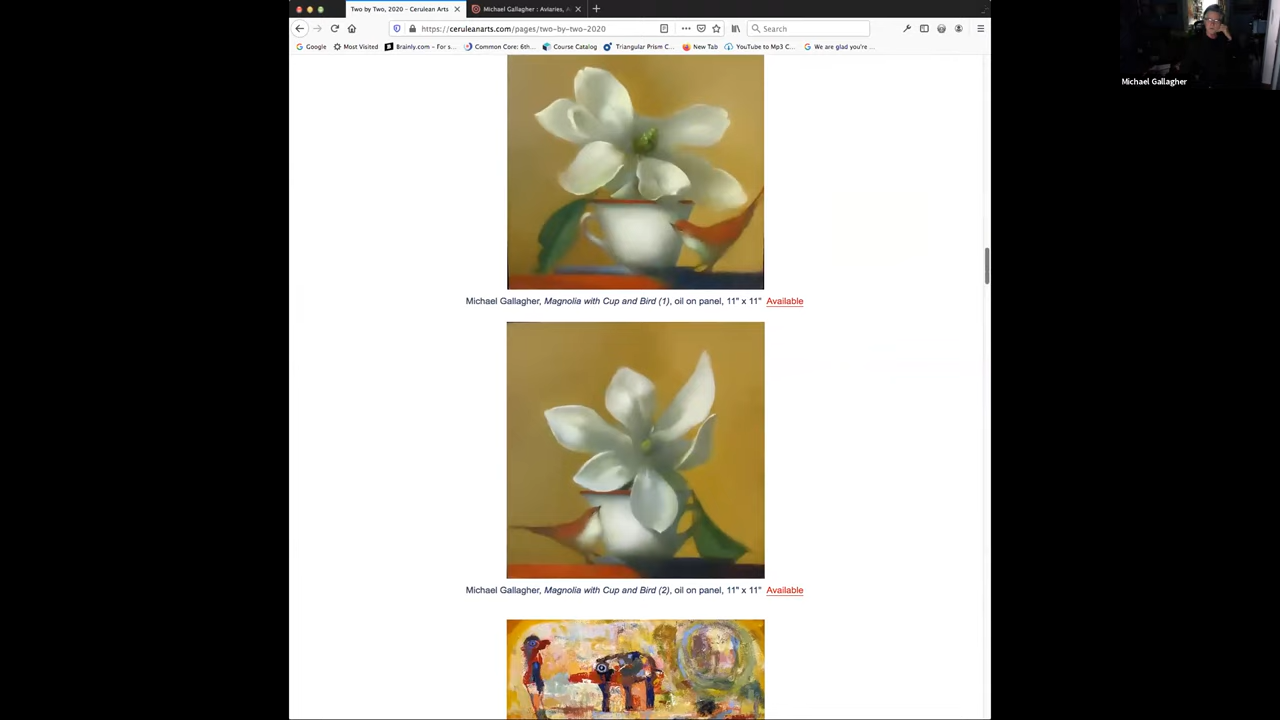 Two by Two, 2020 - Cerulean Arts
Michael Gallagher : Aviaries, A
https://ceruleanarts.com/pages/two-by-two-2020
Search
Google
Most Visited
Brainly.com - For s...
Common Core: 6th...
Course Catalog
Triangular Prism C...
New Tab
YouTube to Mp3 C...
We are glad you're ...
Michael Gallagher
Michael Gallagher, Magnolia with Cup and Bird (1), oil on panel, 11" x 11" Available
Michael Gallagher, Magnolia with Cup and Bird (2), oil on panel, 11" x 11" Available